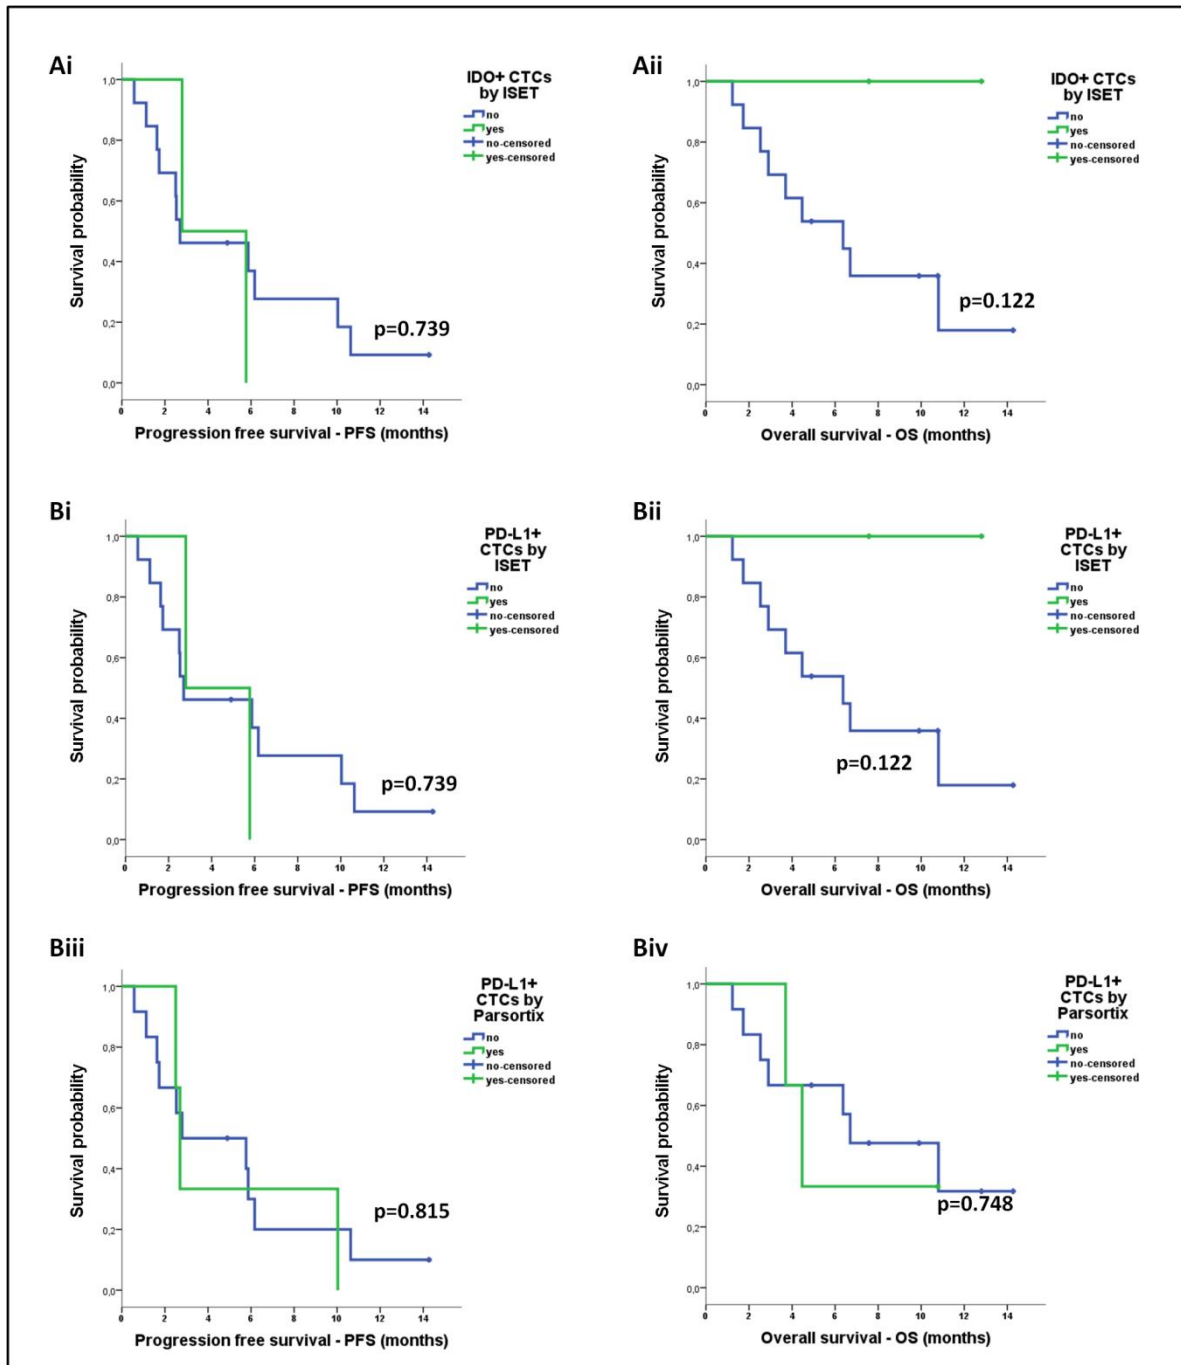 Ai
IDO+ CTCs
by ISET
no
yes
no-censored
yes-censored
Survival probability
1,0
0,8
0,6
0,4
0,2
0,0
p=0.739
0 2 4 6 8 10 12 14
Progression free survival - PFS (months)
Aii
IDO+ CTCs
by ISET
no
yes
no-censored
yes-censored
Survival probability
1,0
0,8
0,6
0,4
0,2
0,0
p=0.122
0 2 4 6 8 10 12 14
Overall survival - OS (months)
Bi
PD-L1+
CTCs by
ISET
no
yes
no-censored
yes-censored
Survival probability
1,0
0,8
0,6
0,4
0,2
0,0
p=0.739
0 2 4 6 8 10 12 14
Progression free survival - PFS (months)
Bii
PD-L1+
CTCs by
ISET
no
yes
no-censored
yes-censored
Survival probability
1,0
0,8
0,6
0,4
0,2
0,0
p=0.122
0 2 4 6 8 10 12 14
Overall survival - OS (months)
Biii
PD-L1+
CTCs by
Parsortix
no
yes
no-censored
yes-censored
Survival probability
1,0
0,8
0,6
0,4
0,2
0,0
p=0.815
0 2 4 6 8 10 12 14
Progression free survival - PFS (months)
Biv
PD-L1+
CTCs by
Parsortix
no
yes
no-censored
yes-censored
Survival probability
1,0
0,8
0,6
0,4
0,2
0,0
p=0.748
0 2 4 6 8 10 12 14
Overall survival - OS (months)